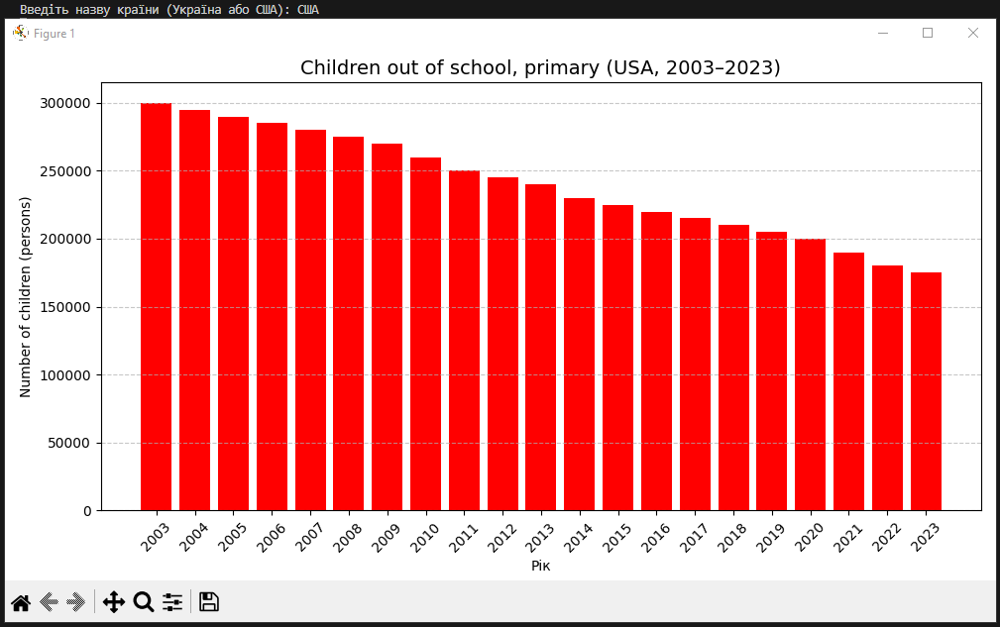 Введіть назву країни (Україна або США): США
Figure 1
Children out of school, primary (USA, 2003–2023)
Number of children (persons)
300000
250000
200000
150000
100000
50000
0
2003 2004 2005 2006 2007 2008 2009 2010 2011 2012 2013 2014 2015 2016 2017 2018 2019 2020 2021 2022 2023
Рік